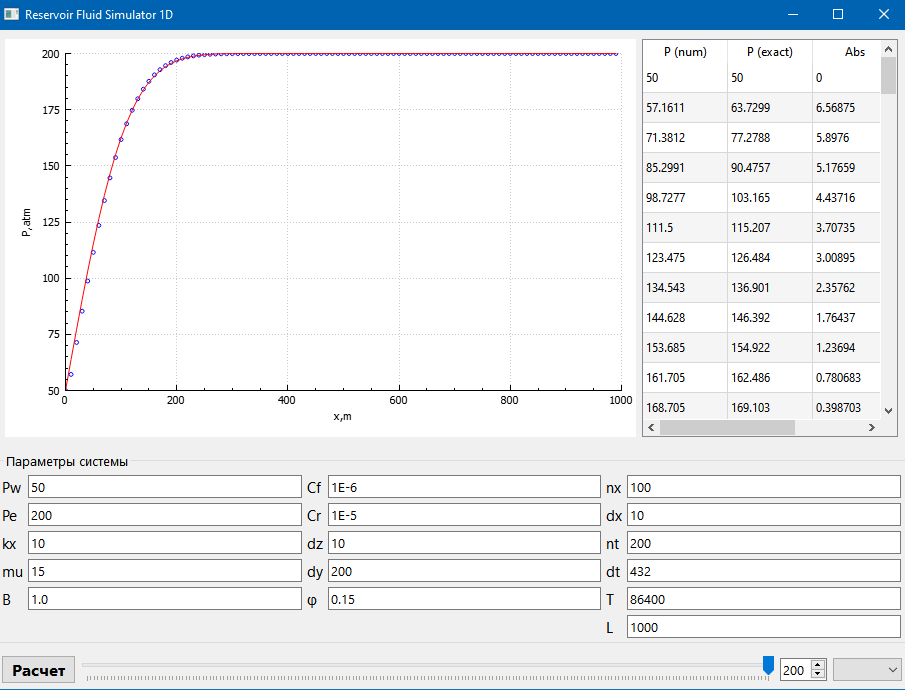 Reservoir Fluid Simulator 1D
200
175
150
125
100
75
50
P,atm
0 200 400 600 800 1000
x,m
P (num) P (exact) Abs
50 50 0
57.1611 63.7299 6.56875
71.3812 77.2788 5.8976
85.2991 90.4757 5.17659
98.7277 103.165 4.43716
111.5 115.207 3.70735
123.475 126.484 3.00895
134.543 136.901 2.35762
144.628 146.392 1.76437
153.685 154.922 1.23694
161.705 162.486 0.780683
168.705 169.103 0.398703
Параметры системы
Pw 50 Cf 1E-6 nx 100
Pe 200 Cr 1E-5 dx 10
kx 10 dz 10 nt 200
mu 15 dy 200 dt 432
B 1.0 φ 0.15 T 86400
L 1000
Расчет 200